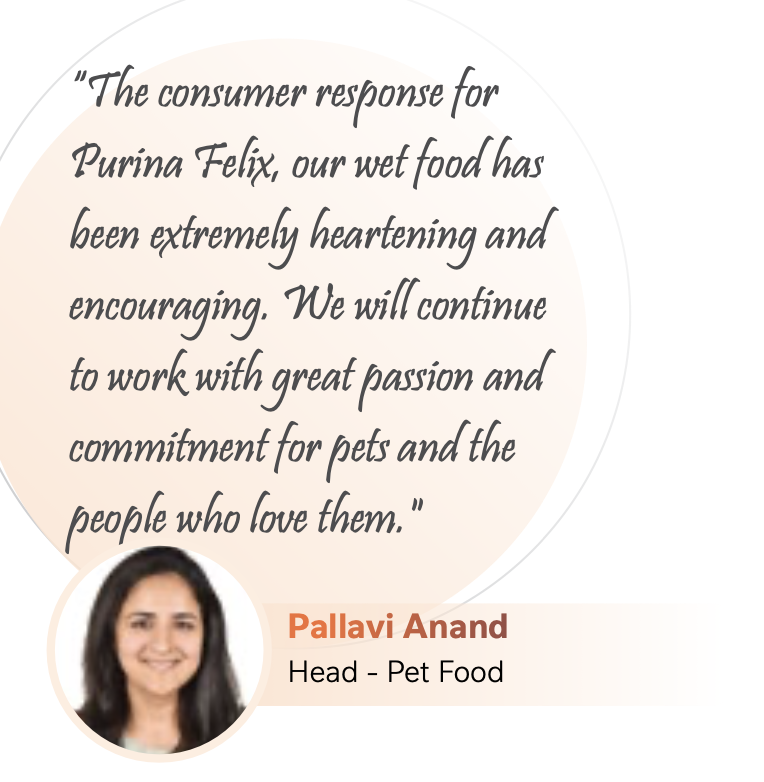 "The consumer response for
Purina Felix, our wet food has
been extremely heartening and
encouraging. We will continue
to work with great passion and
commitment for pets and the
people who love them."
Pallavi Anand
Head - Pet Food